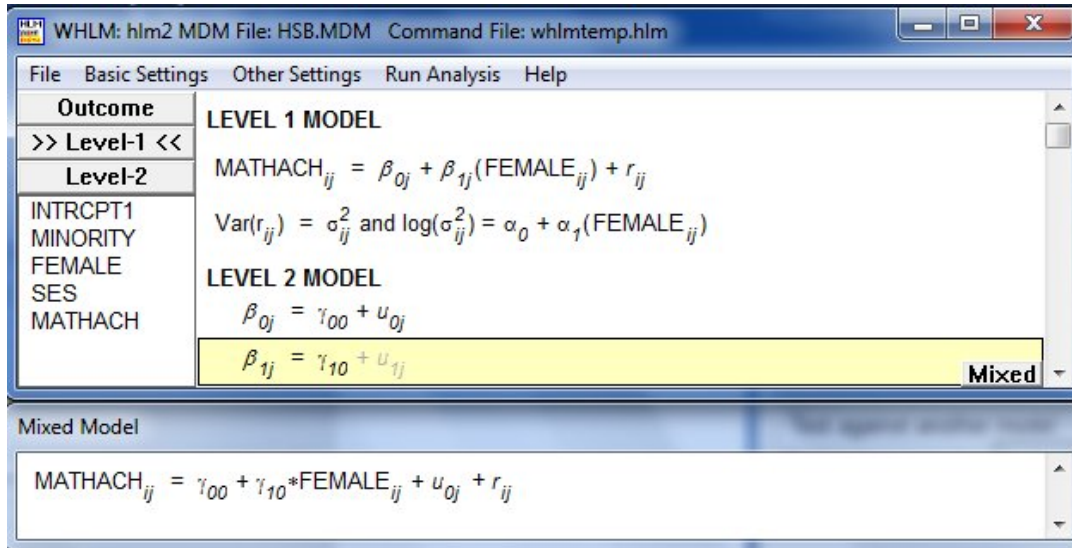 WHLM: hlm2 MDM File: HSB.MDM Command File: whlmtemp.hlm
File Basic Settings Other Settings Run Analysis Help
Outcome
>> Level-1 <<
Level-2
INTRCPT1
MINORITY
FEMALE
SES
MATHACH
LEVEL 1 MODEL
MATHACH_ij = β_0j + β_1j(FEMALE_ij) + r_ij
Var(r_ij) = σ²_ij and log(σ²_ij) = α_0 + α_1(FEMALE_ij)
LEVEL 2 MODEL
β_0j = γ_00 + u_0j
β_1j = γ_10 + u_1j
Mixed
Mixed Model
MATHACH_ij = γ_00 + γ_10*FEMALE_ij + u_0j + r_ij